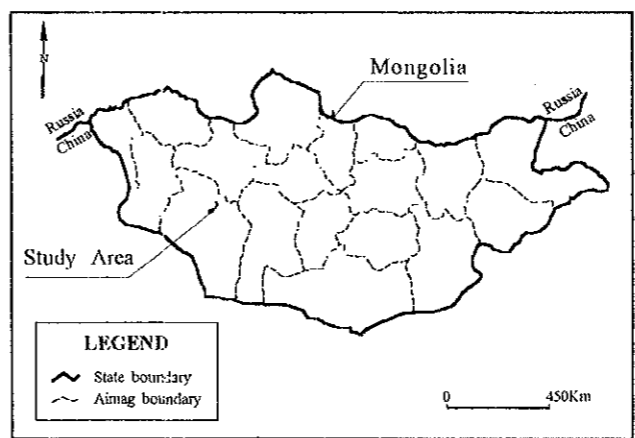 N
Mongolia
Russia
China
Russia
China
Study Area
LEGEND
State boundary
Aimag boundary
0 450Km